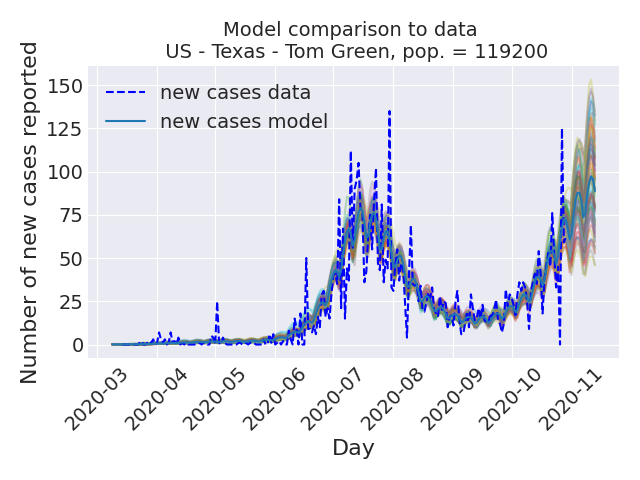 Model comparison to data
US - Texas - Tom Green, pop. = 119200
Number of new cases reported
150
125
100
75
50
25
0
new cases data
new cases model
2020-03
2020-04
2020-05
2020-06
2020-07
2020-08
2020-09
2020-10
2020-11
Day